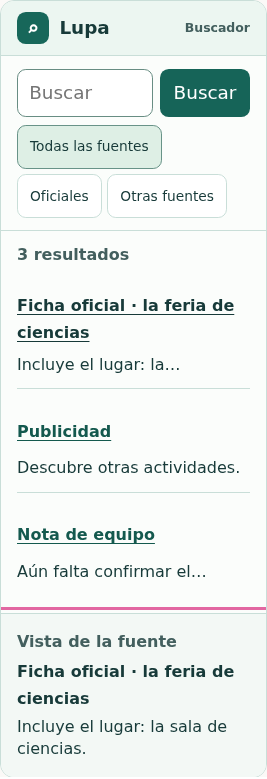 Lupa
Buscador
Buscar
Buscar
Todas las fuentes
Oficiales
Otras fuentes
3 resultados
Ficha oficial · la feria de
ciencias
Incluye el lugar: la…
Publicidad
Descubre otras actividades.
Nota de equipo
Aún falta confirmar el…
Vista de la fuente
Ficha oficial · la feria de
ciencias
Incluye el lugar: la sala de
ciencias.